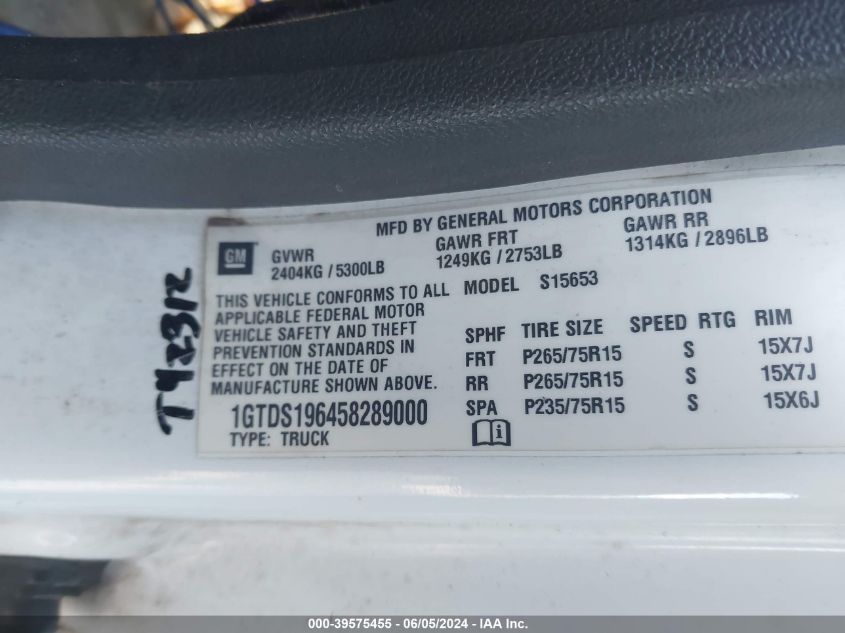 MFD BY GENERAL MOTORS CORPORATION
GM
GVWR GAWR FRT GAWR RR
2404KG / 5300LB 1249KG / 2753LB 1314KG / 2896LB
THIS VEHICLE CONFORMS TO ALL
APPLICABLE FEDERAL MOTOR
VEHICLE SAFETY AND THEFT
PREVENTION STANDARDS IN
EFFECT ON THE DATE OF
MANUFACTURE SHOWN ABOVE.
1GTDS196458289000
TYPE: TRUCK
MODEL S15653
SPHF TIRE SIZE SPEED RTG RIM
FRT P265/75R15 S 15X7J
RR P265/75R15 S 15X7J
SPA P235/75R15 S 15X6J
000-39575455 | 06/05/2024 | IAAI.COM